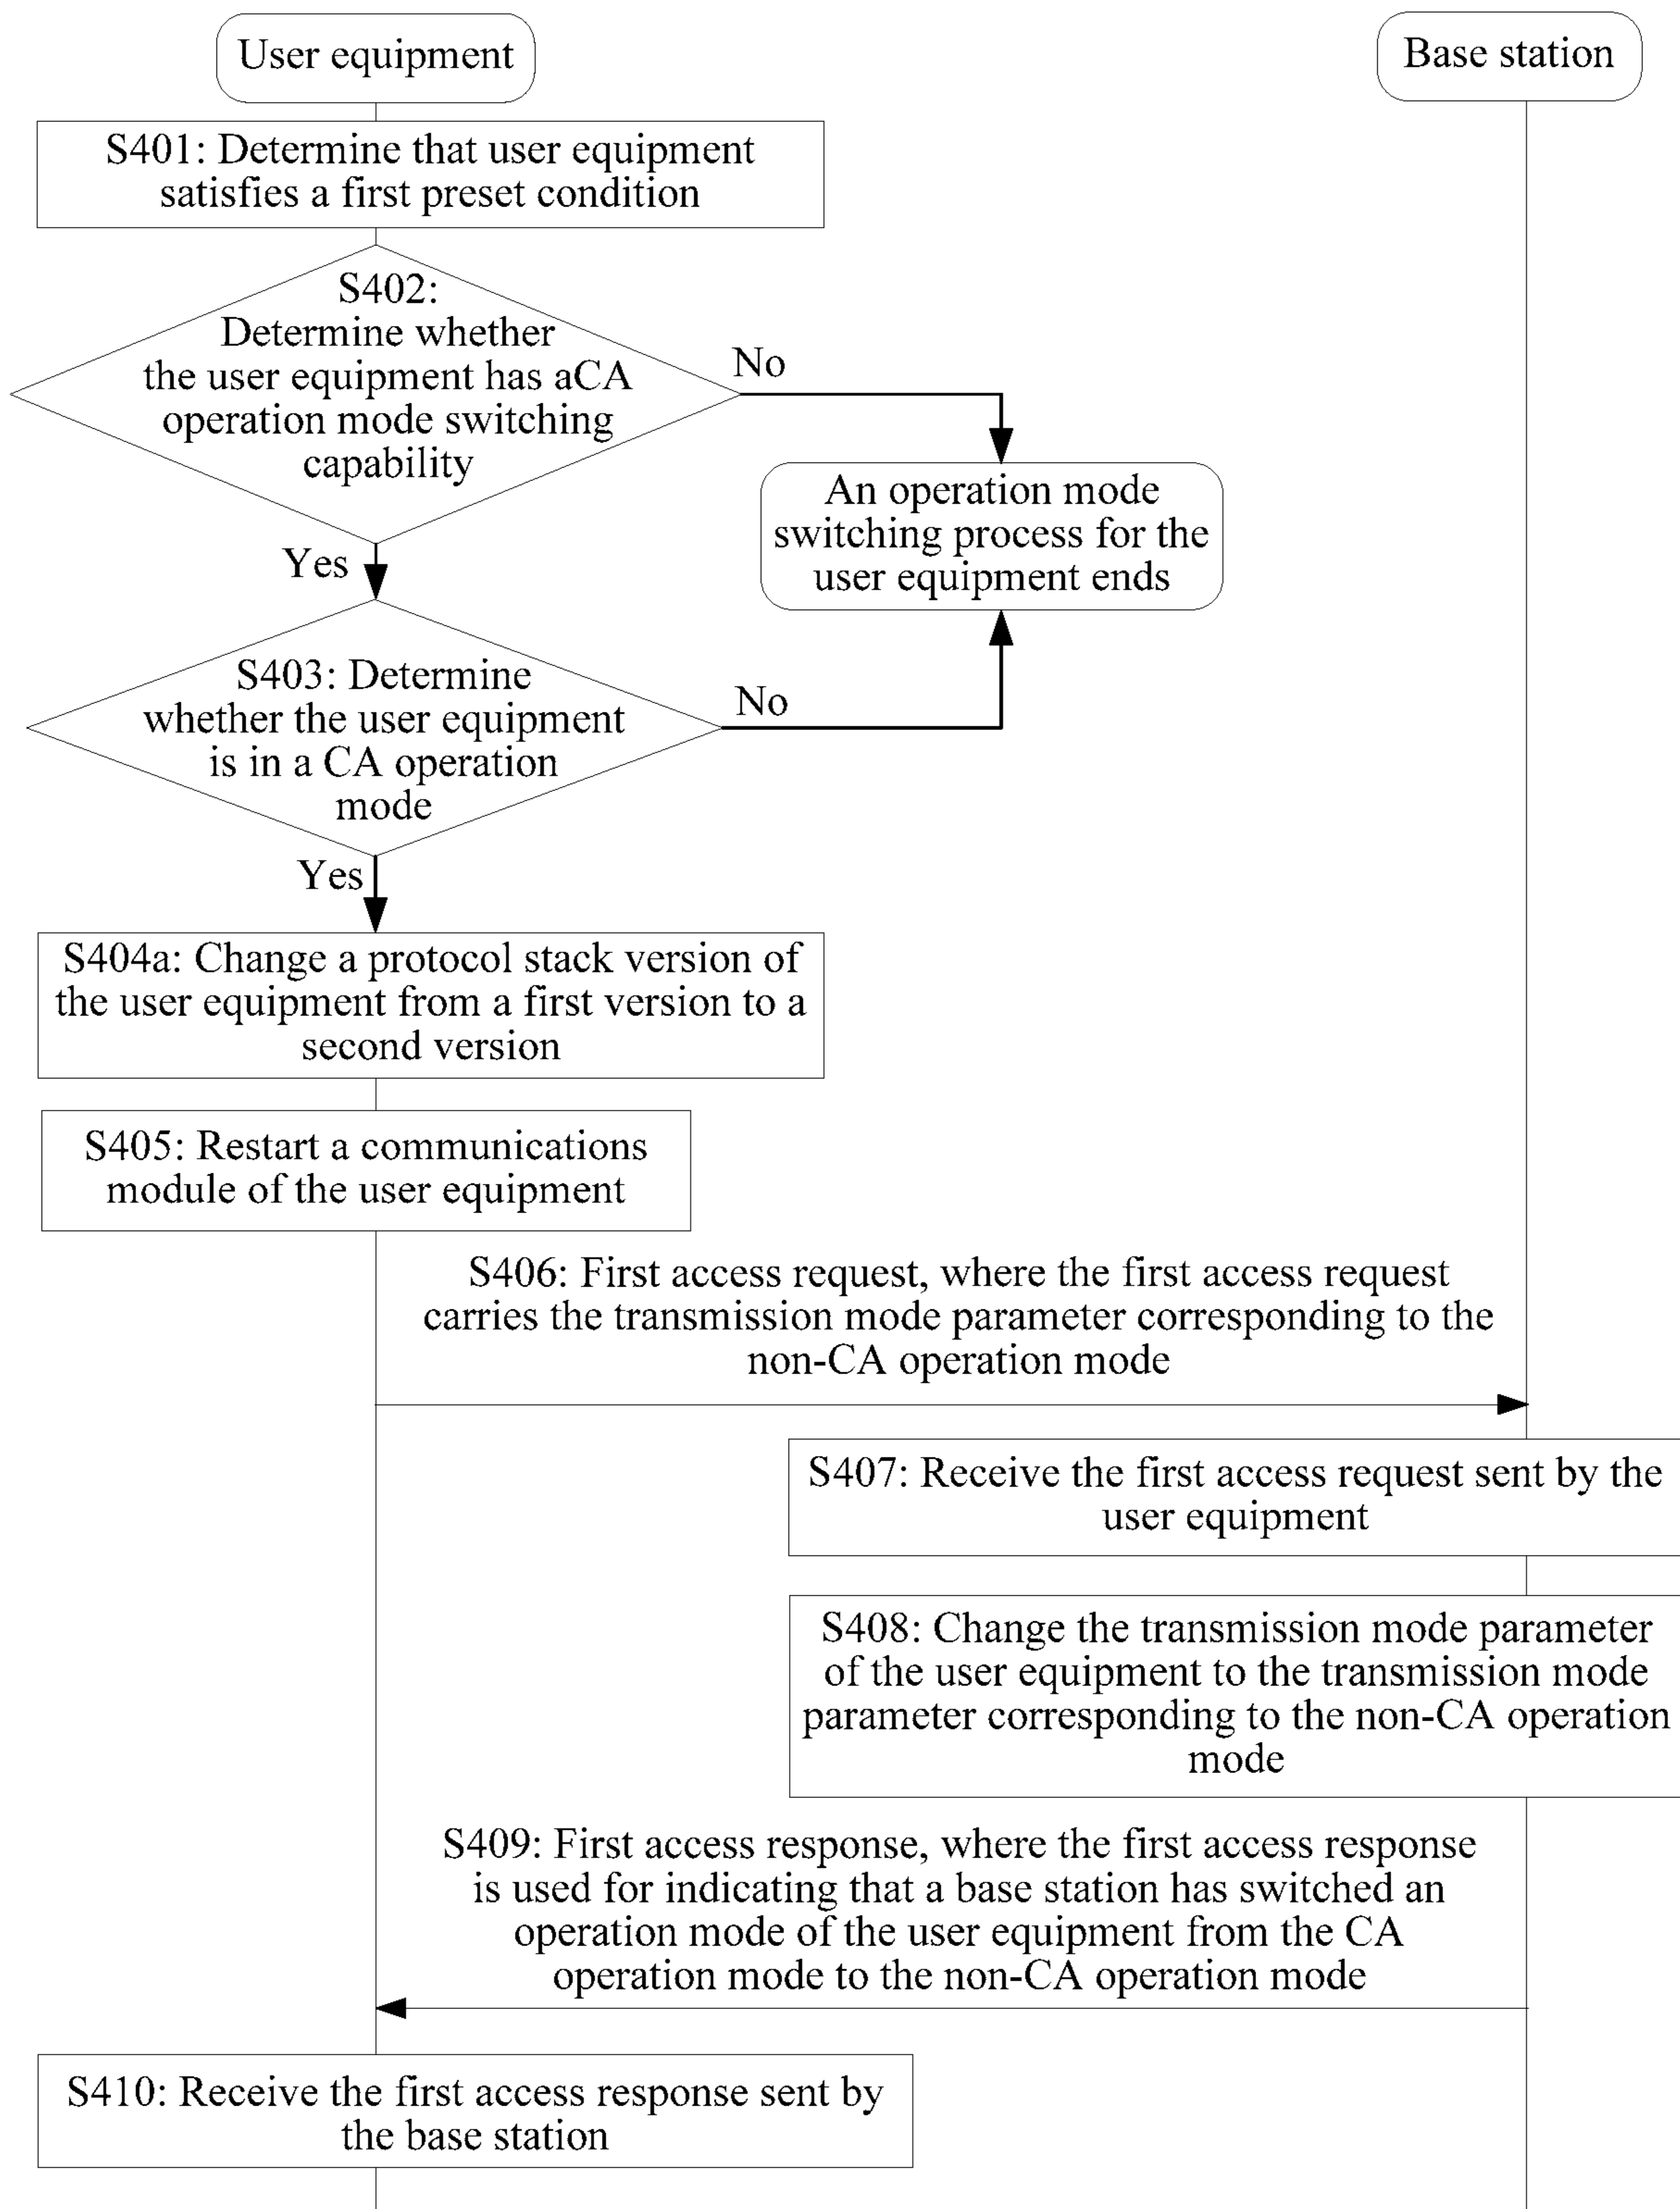 User equipment
Base station
S401: Determine that user equipment
satisfies a first preset condition
S402:
Determine whether
the user equipment has aCA
operation mode switching
capability
No
An operation mode
switching process for the
user equipment ends
Yes
S403: Determine
whether the user equipment
is in a CA operation
mode
No
Yes
S404a: Change a protocol stack version of
the user equipment from a first version to a
second version
S405: Restart a communications
module of the user equipment
S406: First access request, where the first access request
carries the transmission mode parameter corresponding to the
non-CA operation mode
S407: Receive the first access request sent by the
user equipment
S408: Change the transmission mode parameter
of the user equipment to the transmission mode
parameter corresponding to the non-CA operation
mode
S409: First access response, where the first access response
is used for indicating that a base station has switched an
operation mode of the user equipment from the CA
operation mode to the non-CA operation mode
S410: Receive the first access response sent by
the base station